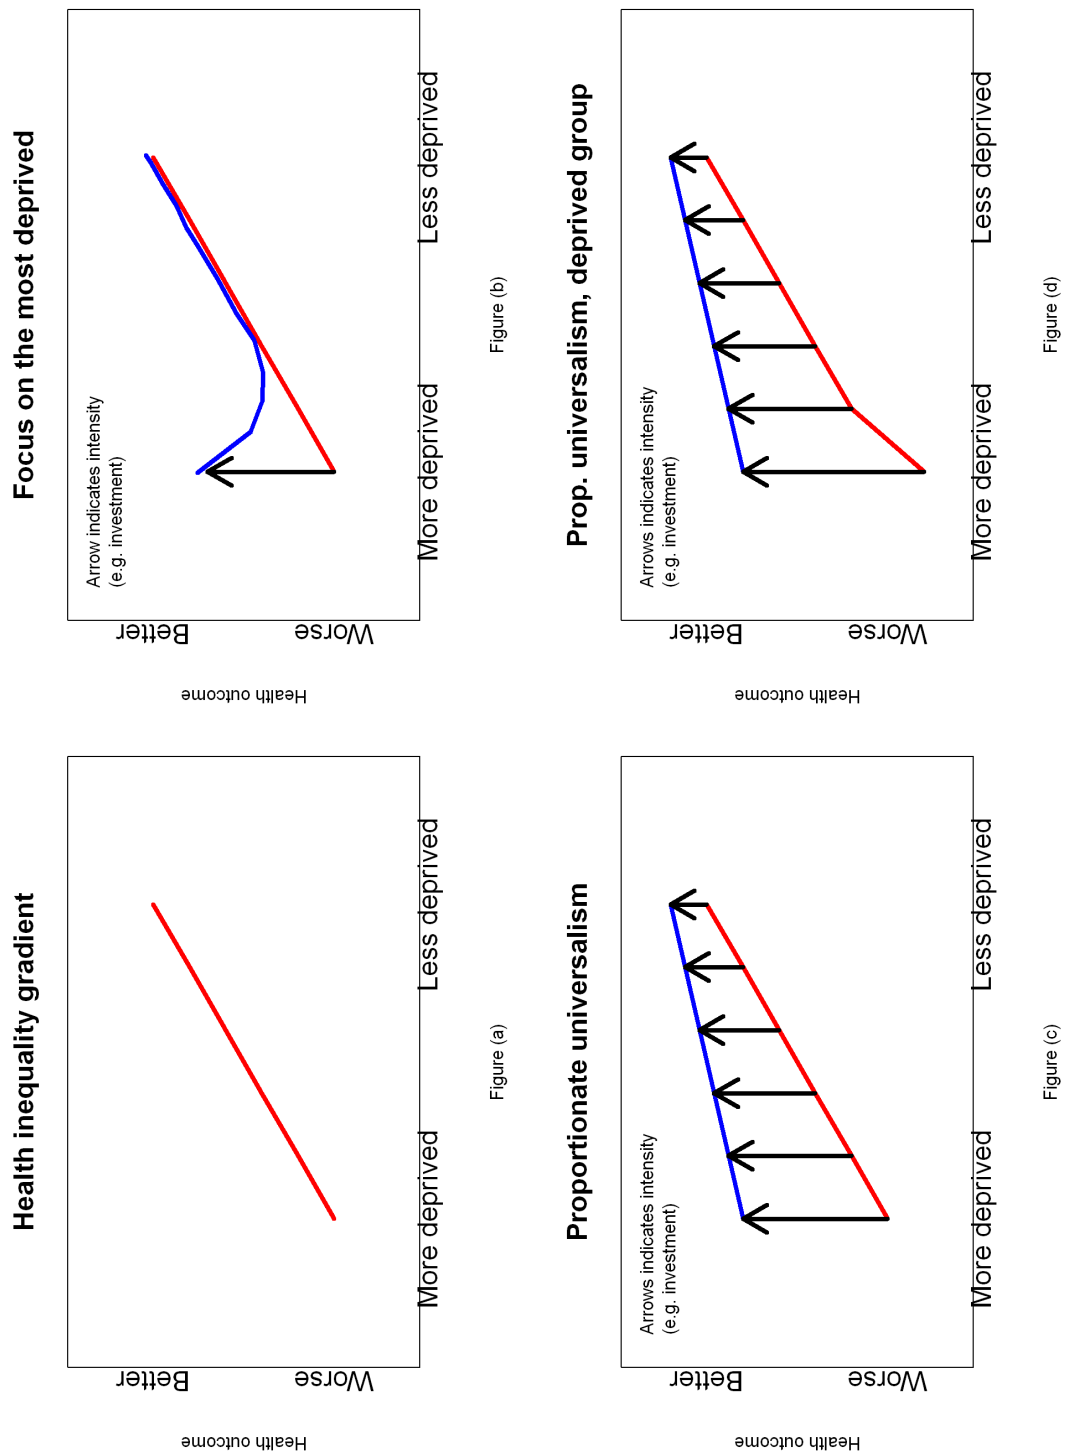 Health inequality gradient
Better
Worse
Health outcome
More deprived
Less deprived
Figure (a)
Focus on the most deprived
Arrow indicates intensity
(e.g. investment)
Better
Worse
Health outcome
More deprived
Less deprived
Figure (b)
Proportionate universalism
Arrows indicates intensity
(e.g. investment)
Better
Worse
Health outcome
More deprived
Less deprived
Figure (c)
Prop. universalism, deprived group
Arrows indicates intensity
(e.g. investment)
Better
Worse
Health outcome
More deprived
Less deprived
Figure (d)